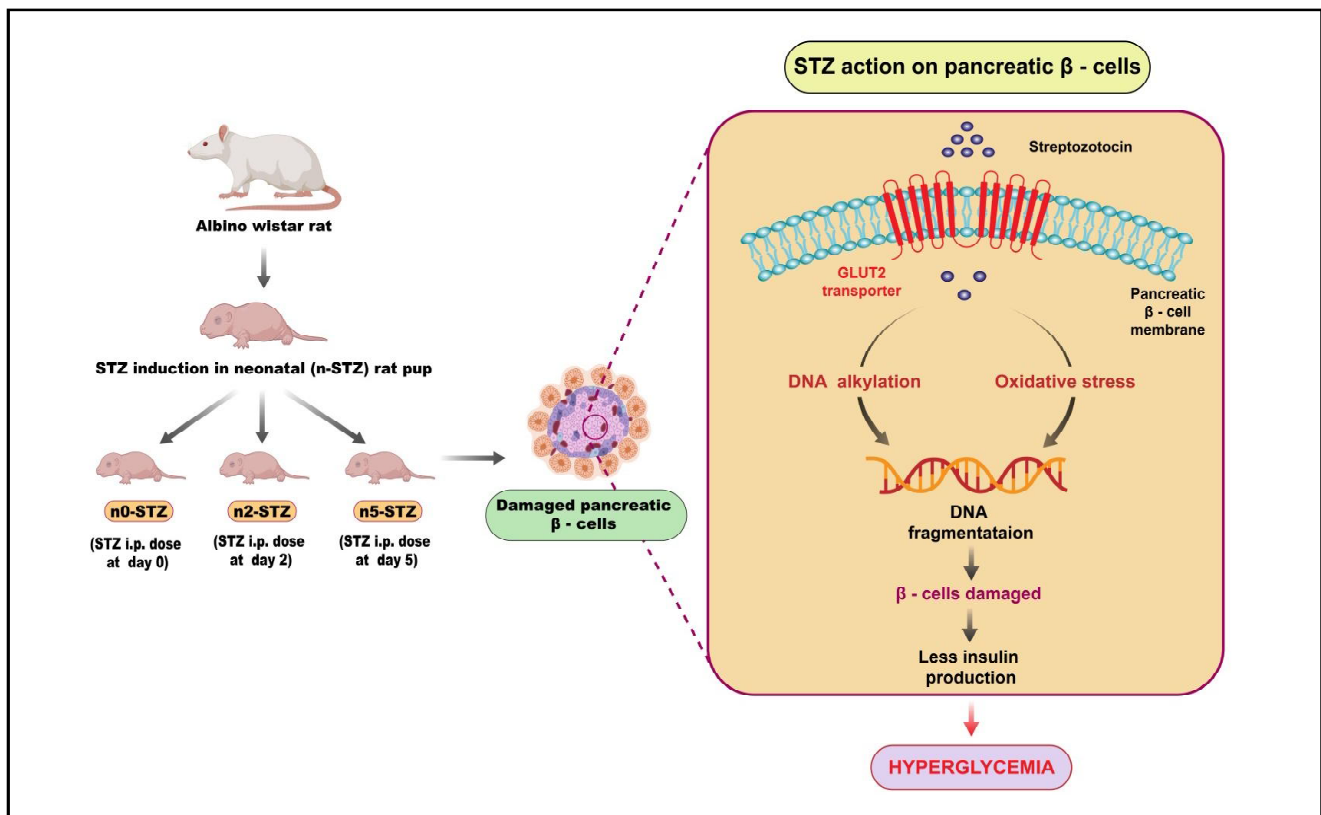 STZ action on pancreatic β - cells
Streptozotocin
GLUT2
transporter
Pancreatic
β - cell
membrane
DNA alkylation
Oxidative stress
DNA
fragmentataion
β - cells damaged
Less insulin
production
HYPERGLYCEMIA
Albino wistar rat
STZ induction in neonatal (n-STZ) rat pup
n0-STZ
(STZ i.p. dose
at day 0)
n2-STZ
(STZ i.p. dose
at day 2)
n5-STZ
(STZ i.p. dose
at day 5)
Damaged pancreatic
β - cells